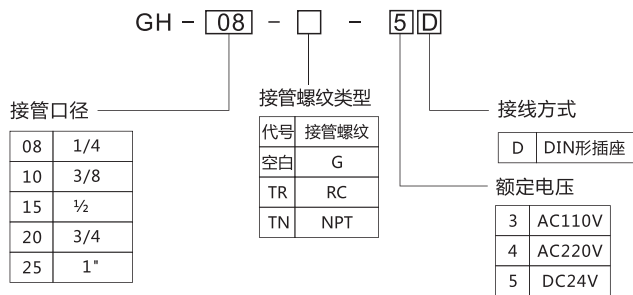 GH - 08 - □ - 5 D
接管口径
08 1/4
10 3/8
15 ½
20 3/4
25 1"
接管螺纹类型
代号 接管螺纹
空白 G
TR RC
TN NPT
接线方式
D DIN形插座
额定电压
3 AC110V
4 AC220V
5 DC24V